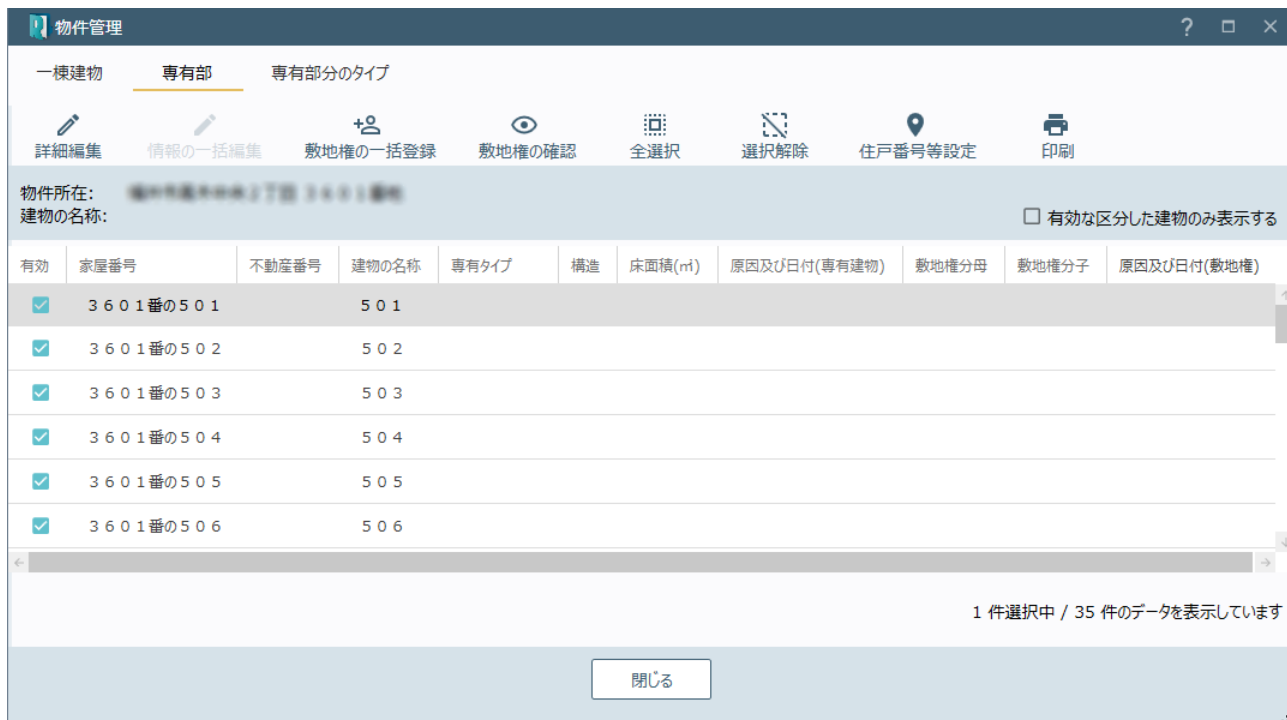 物件管理
一棟建物 専有部 専有部分のタイプ
詳細編集 情報の一括編集 敷地権の一括登録 敷地権の確認 全選択 選択解除 住戸番号等設定 印刷
物件所在:
建物の名称:
有効な区分した建物のみ表示する
有効 家屋番号 不動産番号 建物の名称 専有タイプ 構造 床面積(㎡) 原因及び日付(専有建物) 敷地権分母 敷地権分子 原因及び日付(敷地権)
３６０１番の５０１ ５０１
３６０１番の５０２ ５０２
３６０１番の５０３ ５０３
３６０１番の５０４ ５０４
３６０１番の５０５ ５０５
３６０１番の５０６ ５０６
1 件選択中 / 35 件のデータを表示しています
閉じる